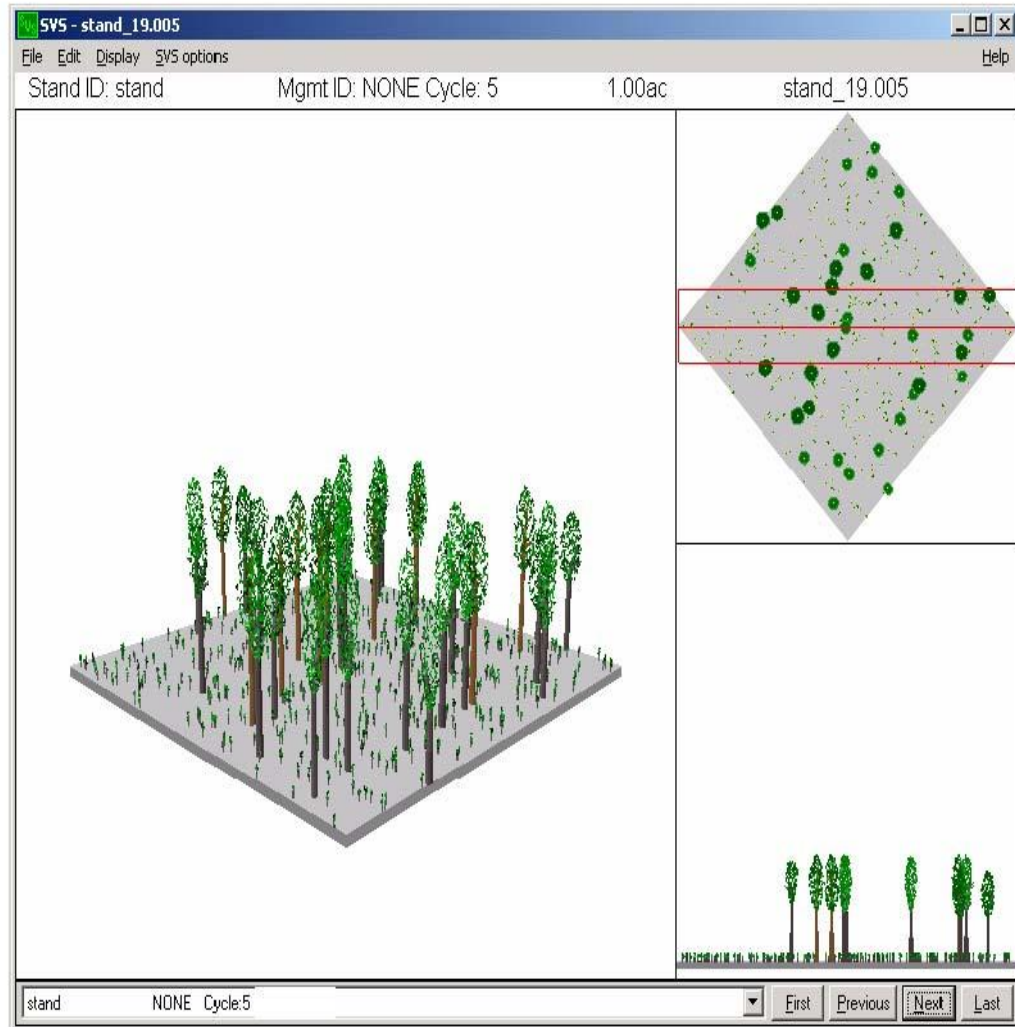 SVS - stand_19.005
File Edit Display SVS options Help
Stand ID: stand Mgmt ID: NONE Cycle: 5 1.00ac stand_19.005
stand NONE Cycle:5 First Previous Next Last